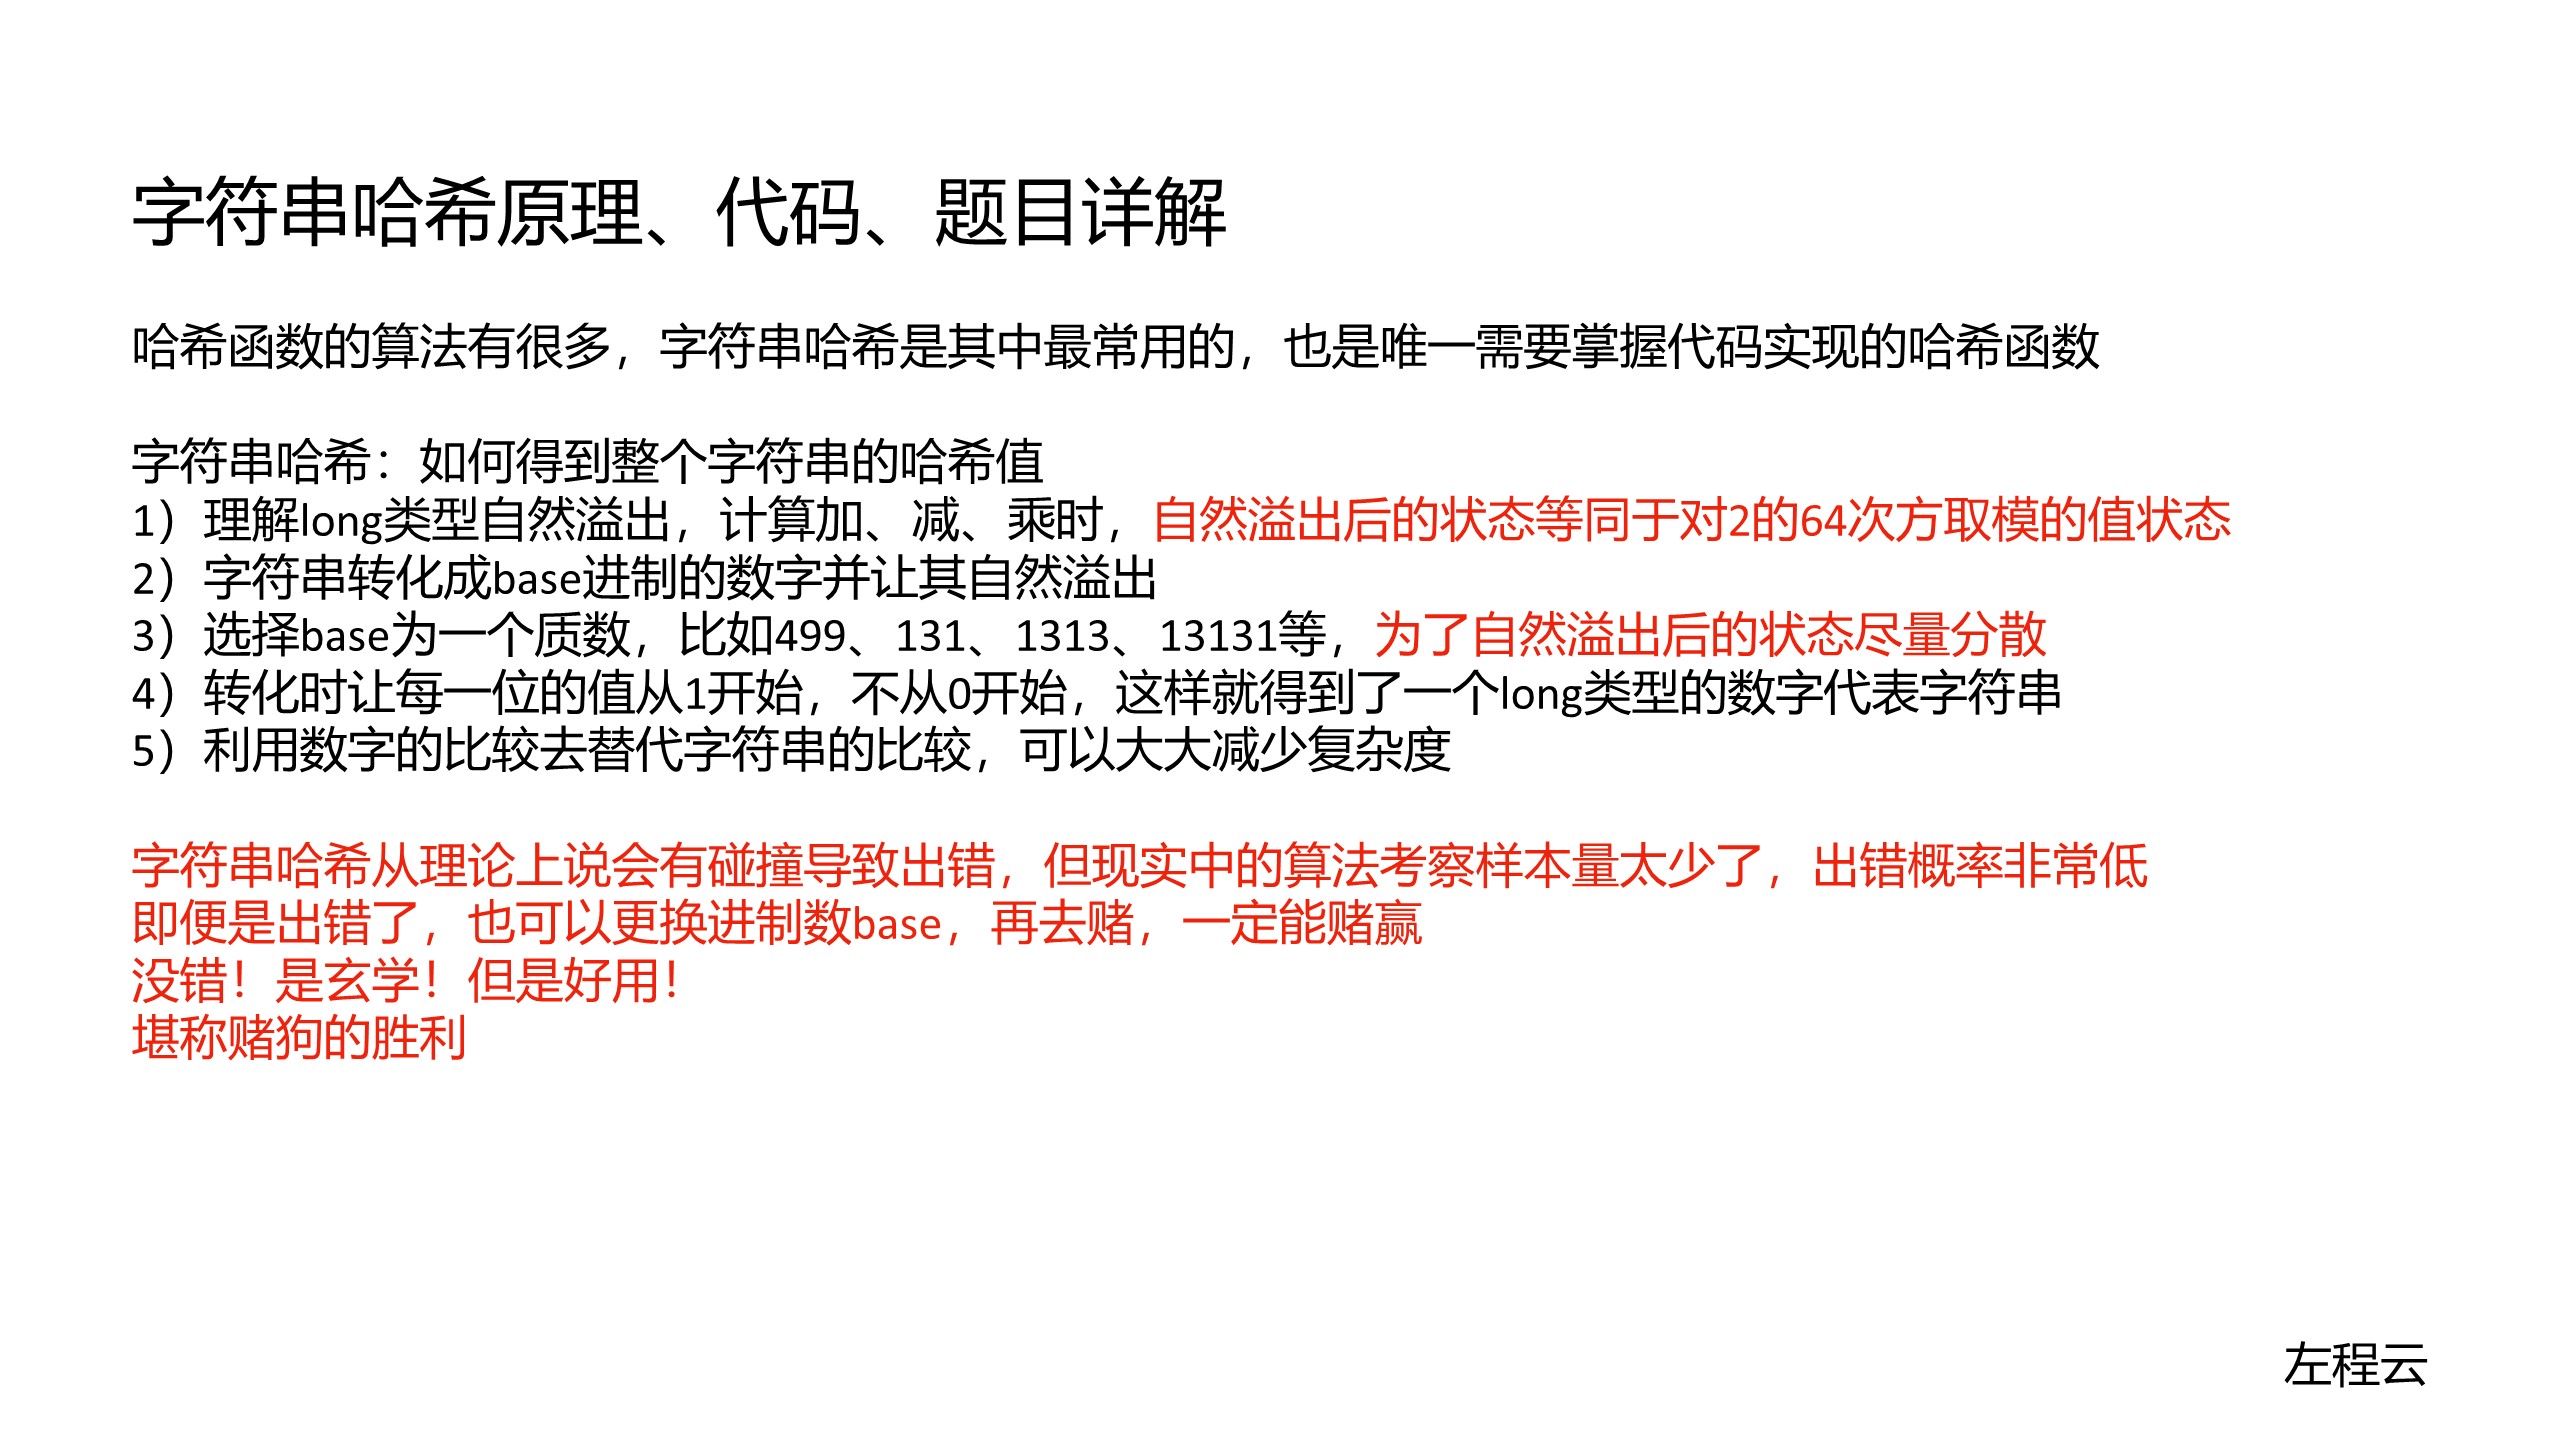 字符串哈希原理、代码、题目详解
哈希函数的算法有很多，字符串哈希是其中最常用的，也是唯一需要掌握代码实现的哈希函数
字符串哈希：如何得到整个字符串的哈希值
1）理解long类型自然溢出，计算加、减、乘时，自然溢出后的状态等同于对2的64次方取模的值状态
2）字符串转化成base进制的数字并让其自然溢出
3）选择base为一个质数，比如499、131、1313、13131等，为了自然溢出后的状态尽量分散
4）转化时让每一位的值从1开始，不从0开始，这样就得到了一个long类型的数字代表字符串
5）利用数字的比较去替代字符串的比较，可以大大减少复杂度
字符串哈希从理论上说会有碰撞导致出错，但现实中的算法考察样本量太少了，出错概率非常低
即便是出错了，也可以更换进制数base，再去赌，一定能赌赢
没错！是玄学！但是好用！
堪称赌狗的胜利
左程云